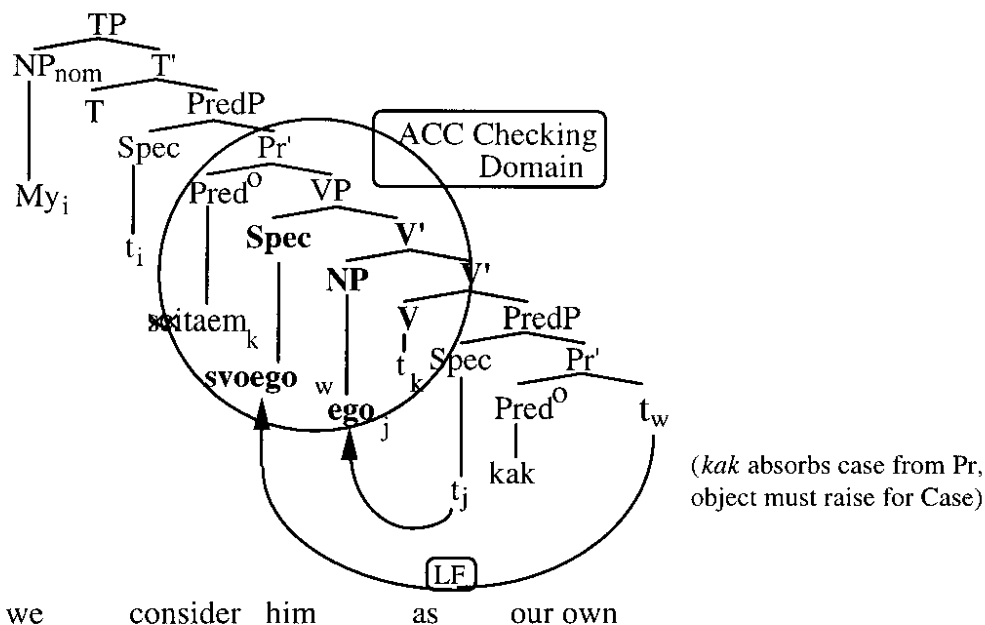 TP
NPnom T'
T PredP
ACC Checking
Domain
Spec Pr'
Myi Predo VP
ti Spec V'
NP V'
V PredP
scitaemk
tk Spec Pr'
svoegow
egoj Predo tw
kak
tj
(kak absorbs case from Pr,
object must raise for Case)
LF
we consider him as our own